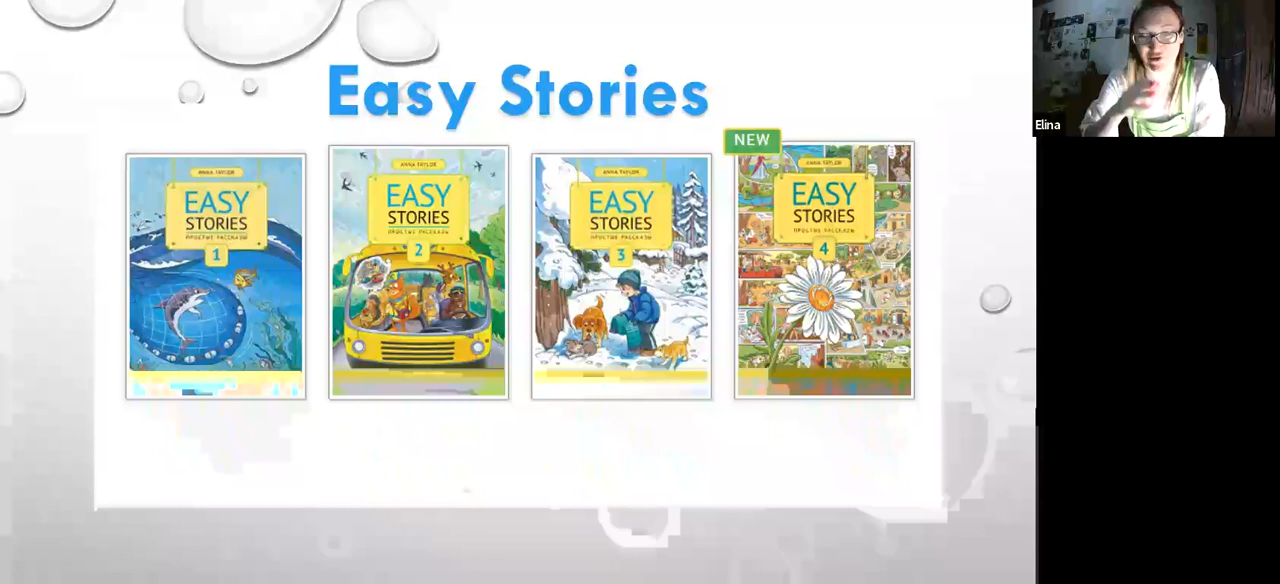 Easy Stories
ANNA TAYLOR
EASY
STORIES
ПРОСТЫЕ РАССКАЗЫ
1
ANNA TAYLOR
EASY
STORIES
ПРОСТЫЕ РАССКАЗЫ
2
ANNA TAYLOR
EASY
STORIES
ПРОСТЫЕ РАССКАЗЫ
3
NEW
ANNA TAYLOR
EASY
STORIES
ПРОСТЫЕ РАССКАЗЫ
4
Elina